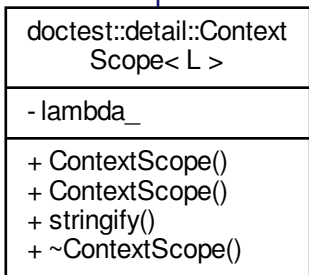 doctest::detail::Context
Scope< L >
- lambda_
+ ContextScope()
+ ContextScope()
+ stringify()
+ ~ContextScope()